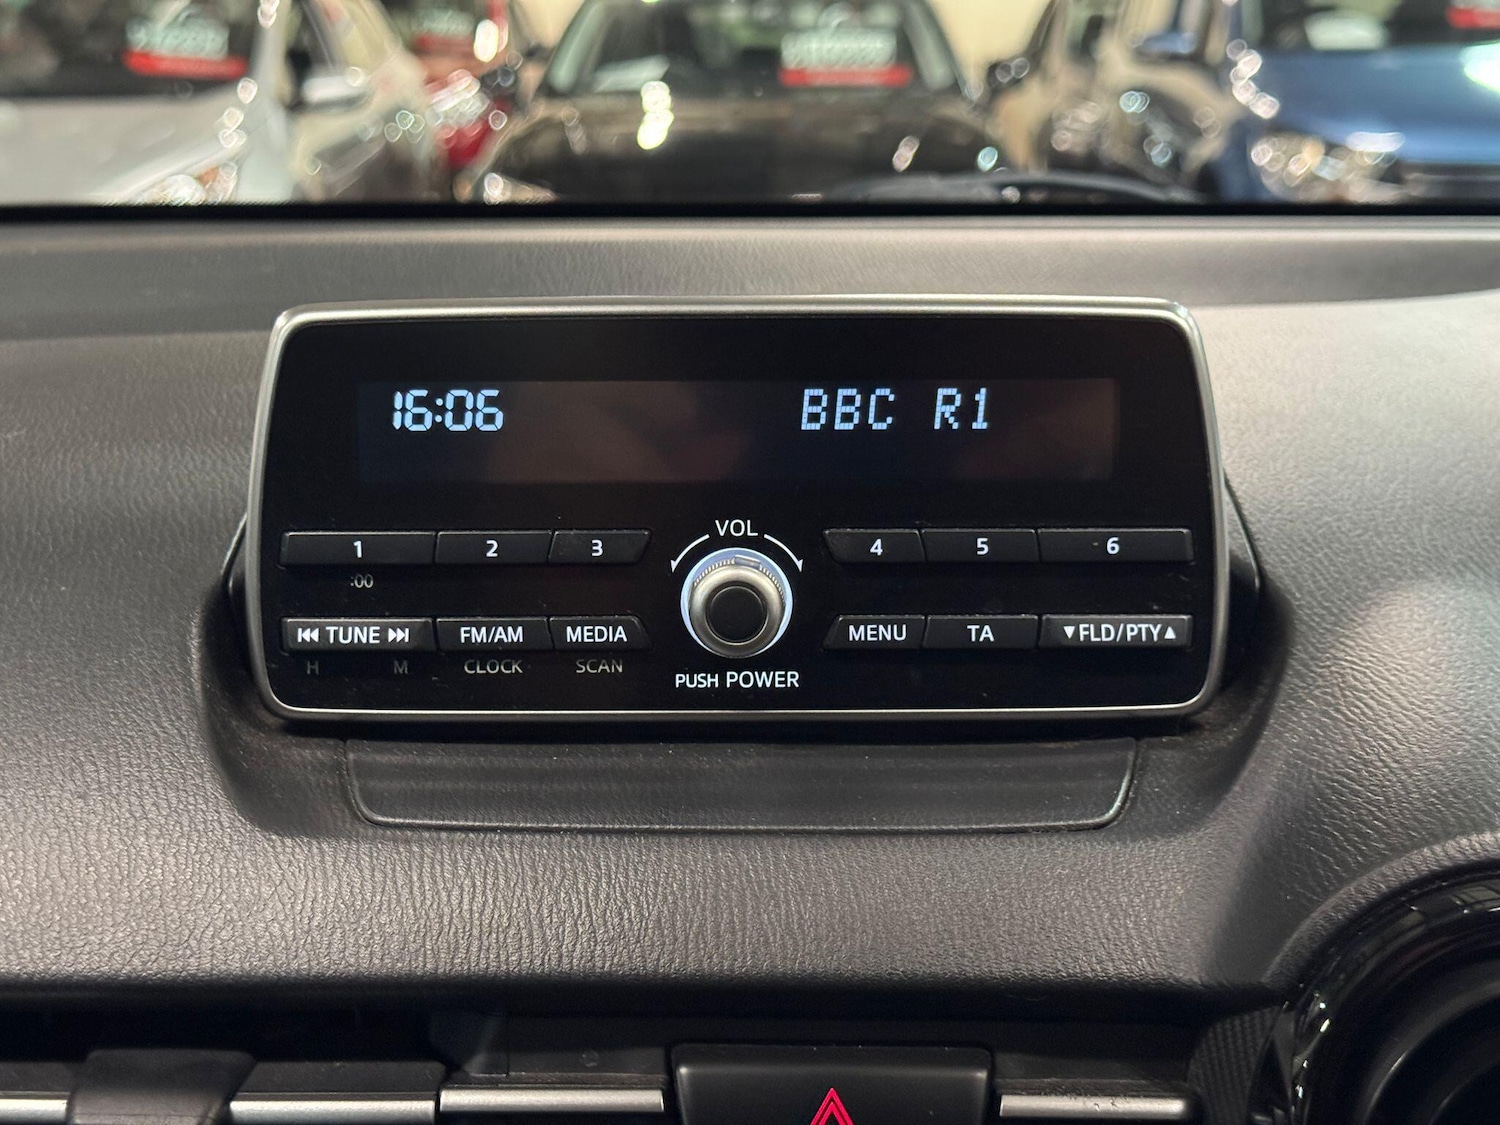 16:06 BBC R1
VOL
1 2 3 4 5 6
:00
TUNE FM/AM MEDIA MENU TA FLD/PTY
H M CLOCK SCAN
PUSH POWER